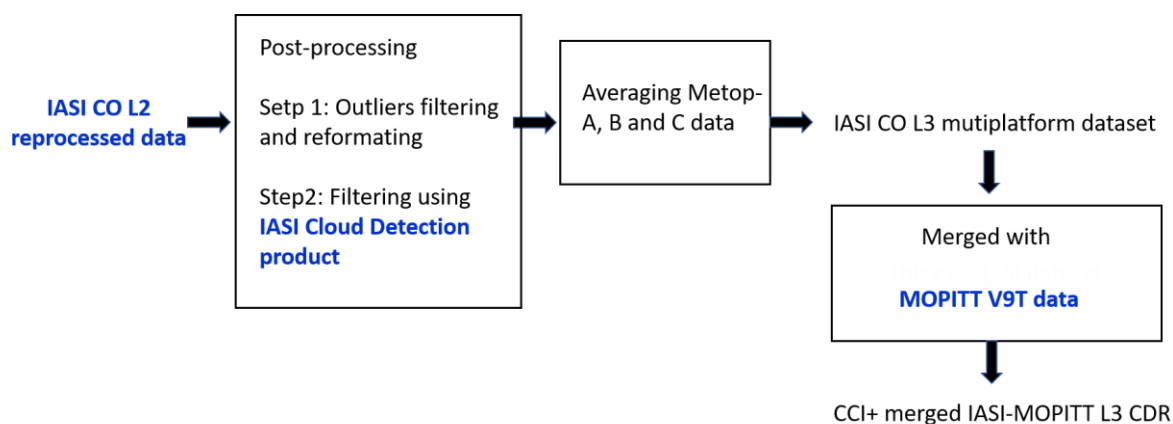 IASI CO L2
reprocessed data
Post-processing
Setp 1: Outliers filtering
and reformating
Step2: Filtering using
IASI Cloud Detection
product
Averaging Metop-
A, B and C data
IASI CO L3 mutiplatform dataset
Merged with
MOPITT V9T data
CCI+ merged IASI-MOPITT L3 CDR